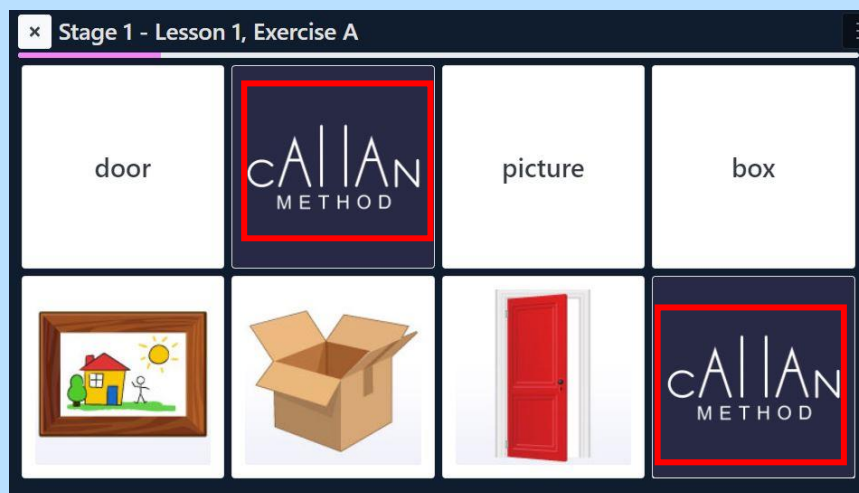 × Stage 1 - Lesson 1, Exercise A
door
CALLAN
METHOD
picture
box
CALLAN
METHOD